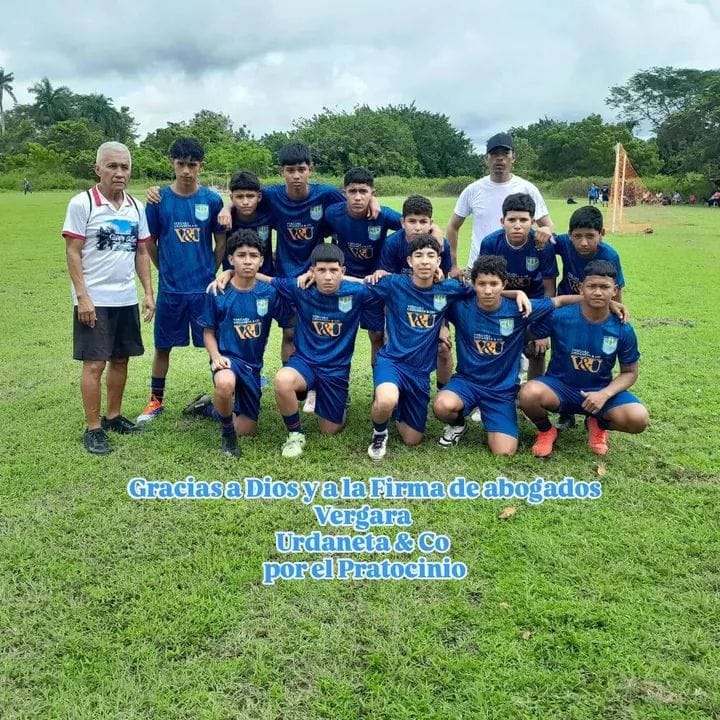 V&U
V&U
V&U
V&U
V&U
V&U
V&U
Gracias a Dios y a la Firma de abogados
Vergara
Urdaneta & Co
por el Pratocinio